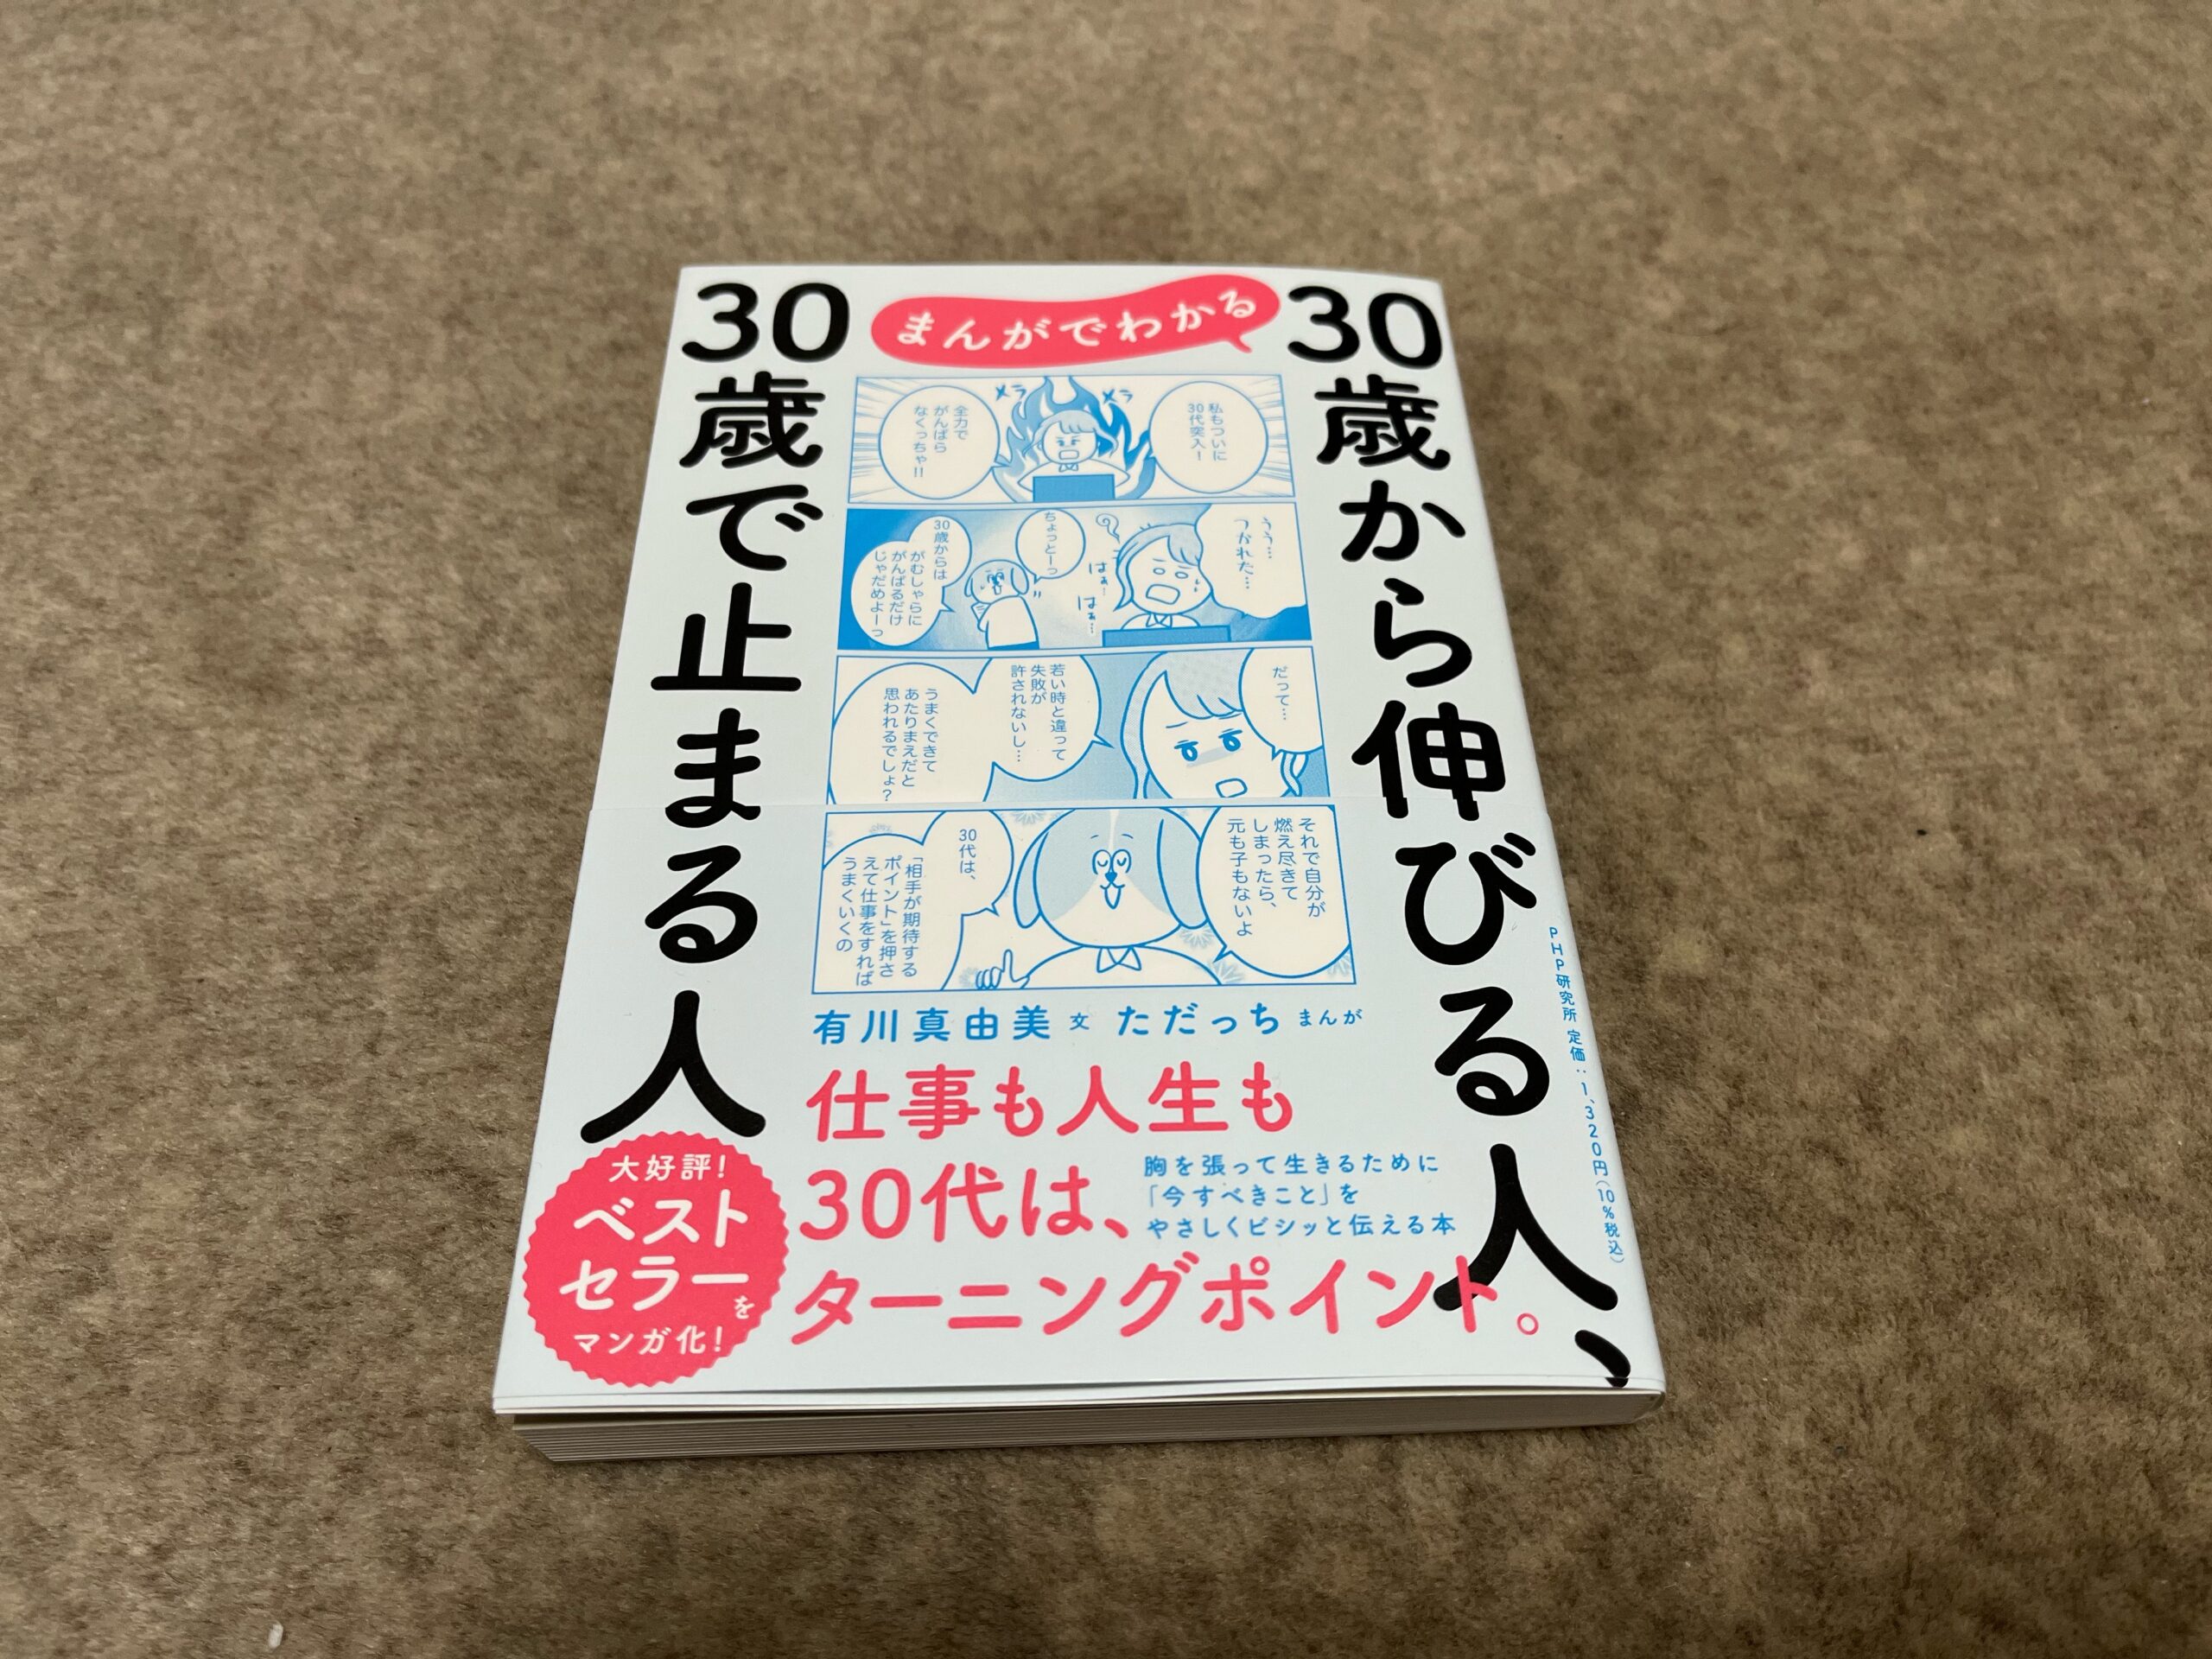 まんがでわかる
30歳から伸びる人、
30歳で止まる人
私もついに
30代突入！
メラ
メラ
全力で
がんばら
なくっちゃ!!
うぅ…
つかれた…
はぁ…
はぁ…
ちょっとーっ
30歳からは
がむしゃらに
がんばるだけ
じゃだめよーっ
だって…
若い時と違って
失敗が
許されないし…
うまくできて
あたりまえだと
思われるでしょ？
それで自分が
燃え尽きて
しまったら、
元も子もないよ
30代は、
「相手が期待する
ポイント」を押さ
えて仕事をすれば
うまくいくの
有川真由美 文 ただっち まんが
仕事も人生も
30代は、
ターニングポイント。
胸を張って生きるために
「今すべきこと」を
やさしくビシッと伝える本
大好評！
ベスト
セラーを
マンガ化！
PHP研究所 定価：1,320円（10％税込）